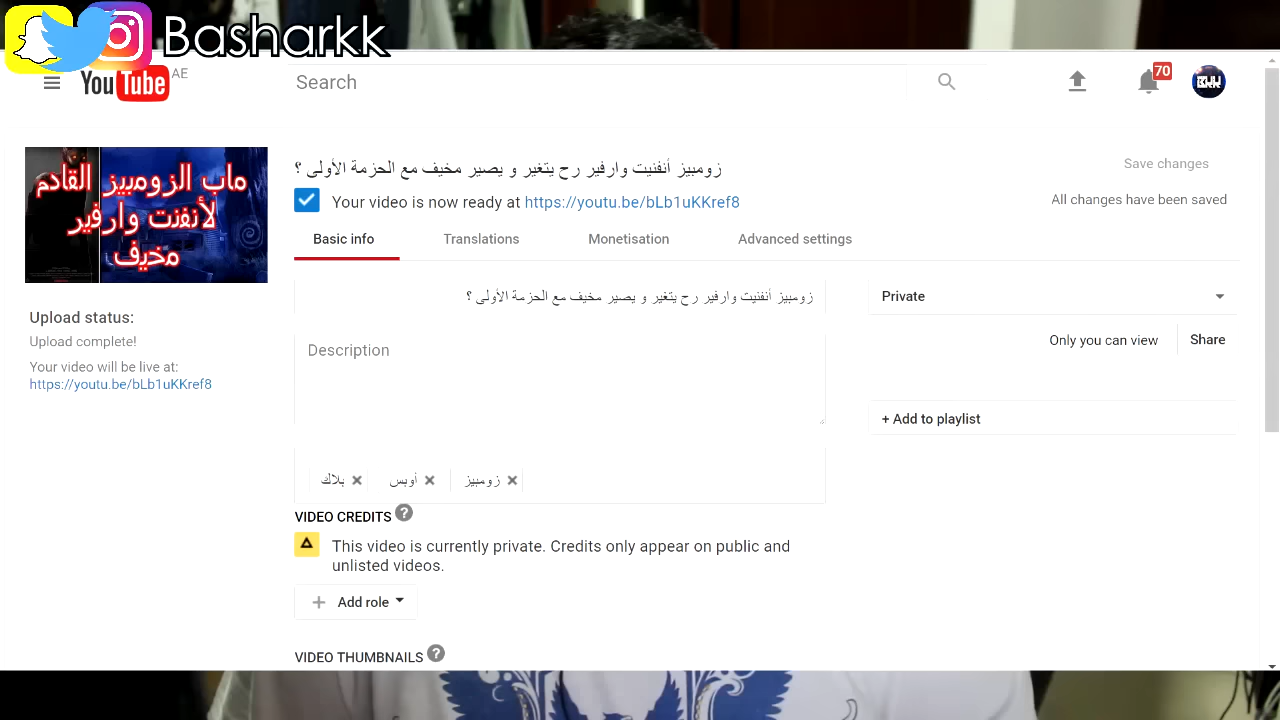 Basharkk
YouTube AE
Search
70
ماب الزومبيز القادم
لأنفنت وارفير
مخيف
زومبيز أنفنيت وارفير رح يتغير و يصير مخيف مع الحزمة الأولى ؟
Save changes
Your video is now ready at https://youtu.be/bLb1uKKref8
All changes have been saved
Basic info
Translations
Monetisation
Advanced settings
زومبيز أنفنيت وارفير رح يتغير و يصير مخيف مع الحزمة الأولى ؟
Private
Upload status:
Upload complete!
Your video will be live at:
https://youtu.be/bLb1uKKref8
Description
Only you can view
Share
+ Add to playlist
بلاك
أوبس
زومبيز
VIDEO CREDITS ?
This video is currently private. Credits only appear on public and
unlisted videos.
+ Add role
VIDEO THUMBNAILS ?